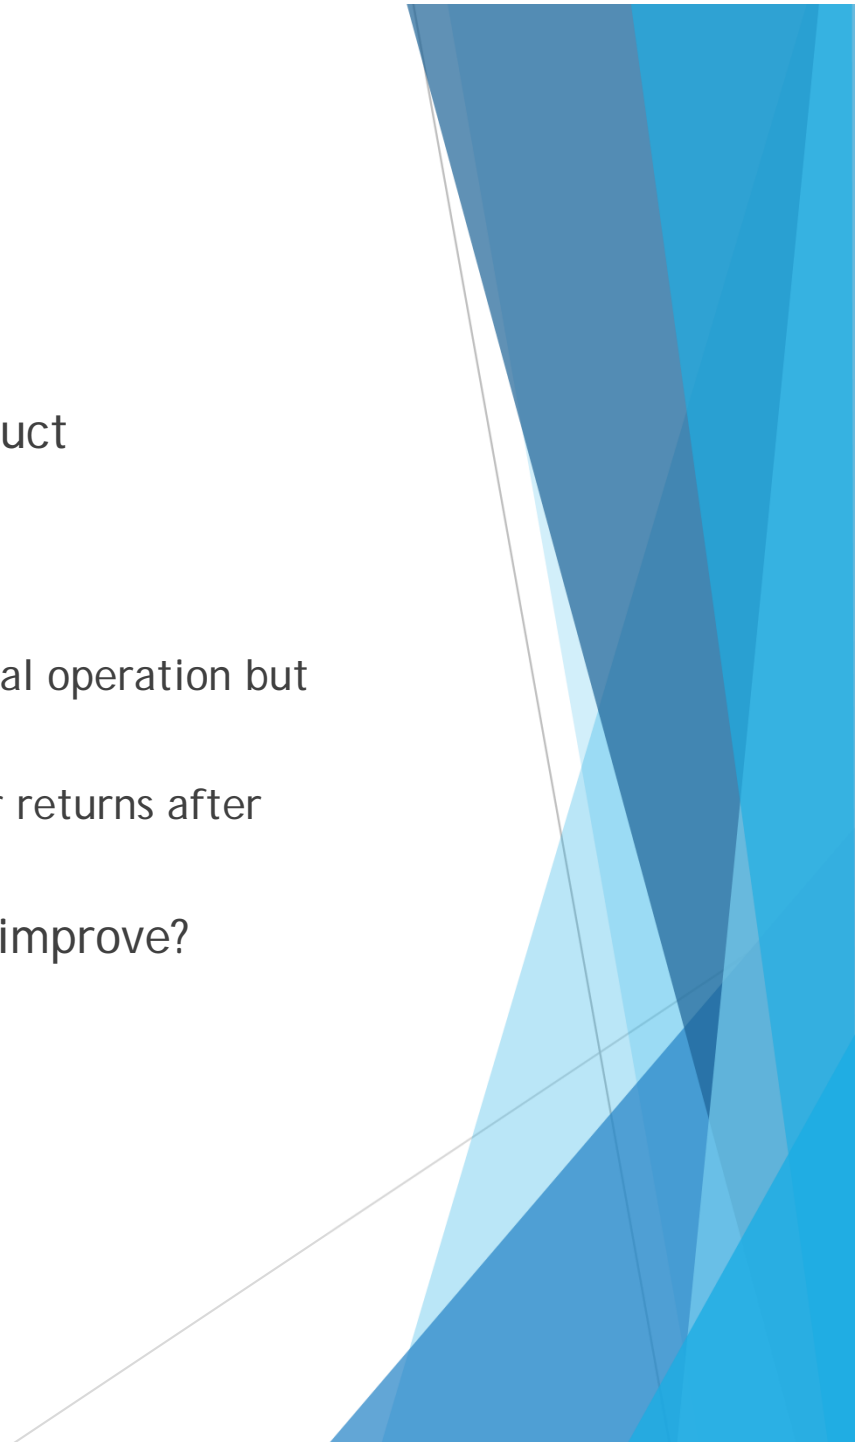 uct
al operation but
returns after
improve?